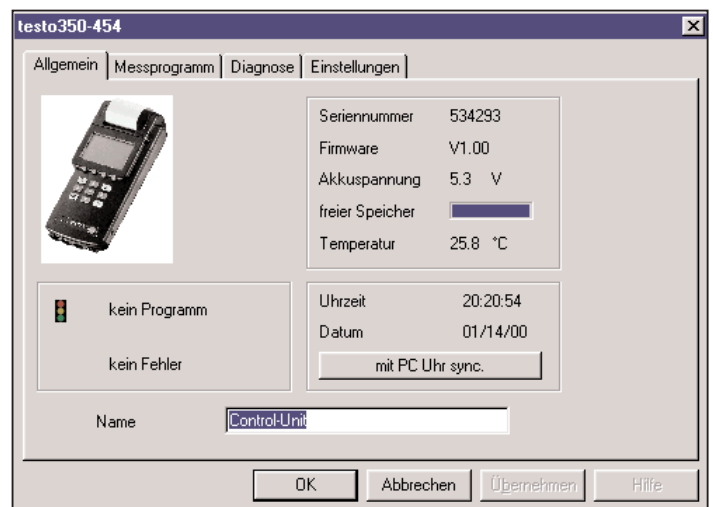 testo350-454
Allgemein Messprogramm Diagnose Einstellungen
Seriennummer 534293
Firmware V1.00
Akkuspannung 5.3 V
freier Speicher
Temperatur 25.8 °C
kein Programm
kein Fehler
Uhrzeit 20:20:54
Datum 01/14/00
mit PC Uhr sync.
Name Control-Unit
OK Abbrechen Übernehmen Hilfe